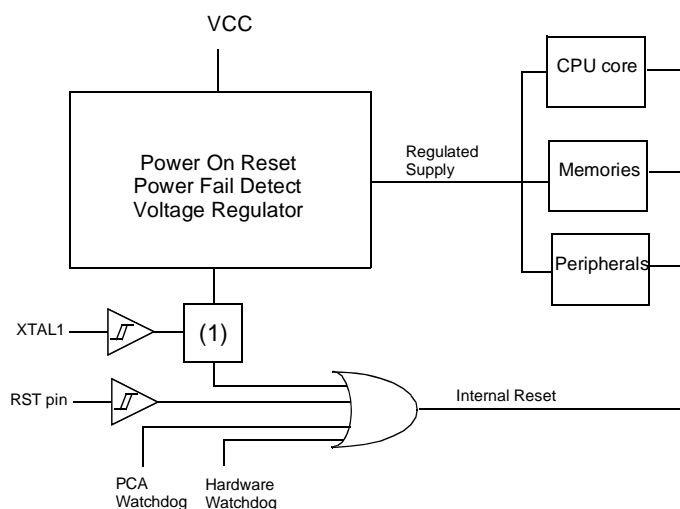 VCC
CPU core
Power On Reset
Power Fail Detect
Voltage Regulator
Regulated
Supply
Memories
Peripherals
XTAL1
(1)
RST pin
Internal Reset
PCA
Watchdog
Hardware
Watchdog